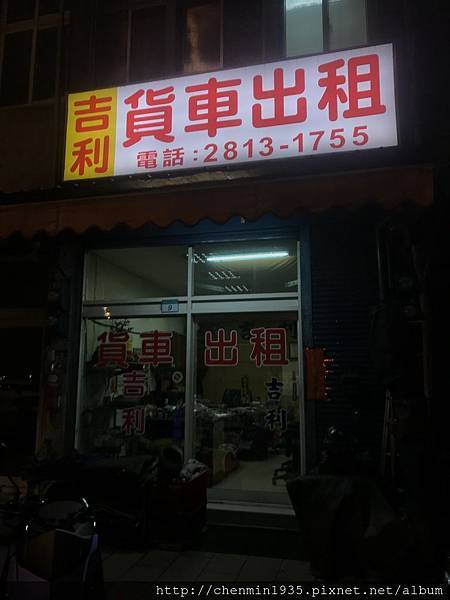 吉利
貨車出租
電話:2813-1755
9
貨車 出租
吉利 吉利
http://chenmin1935.pixnet.net/album